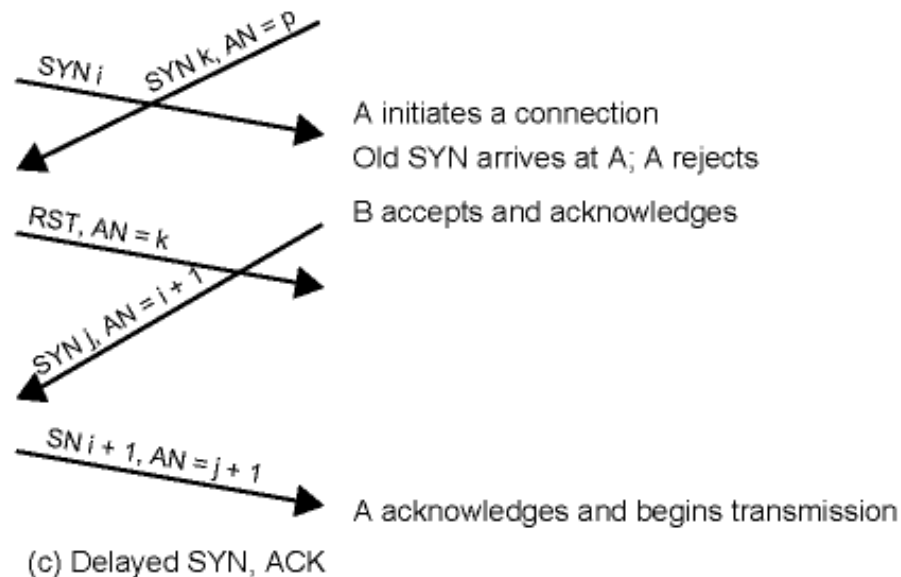 SYN i
SYN k, AN = p
A initiates a connection
Old SYN arrives at A; A rejects
RST, AN = k
B accepts and acknowledges
SYN j, AN = i + 1
SN i + 1, AN = j + 1
A acknowledges and begins transmission
(c) Delayed SYN, ACK